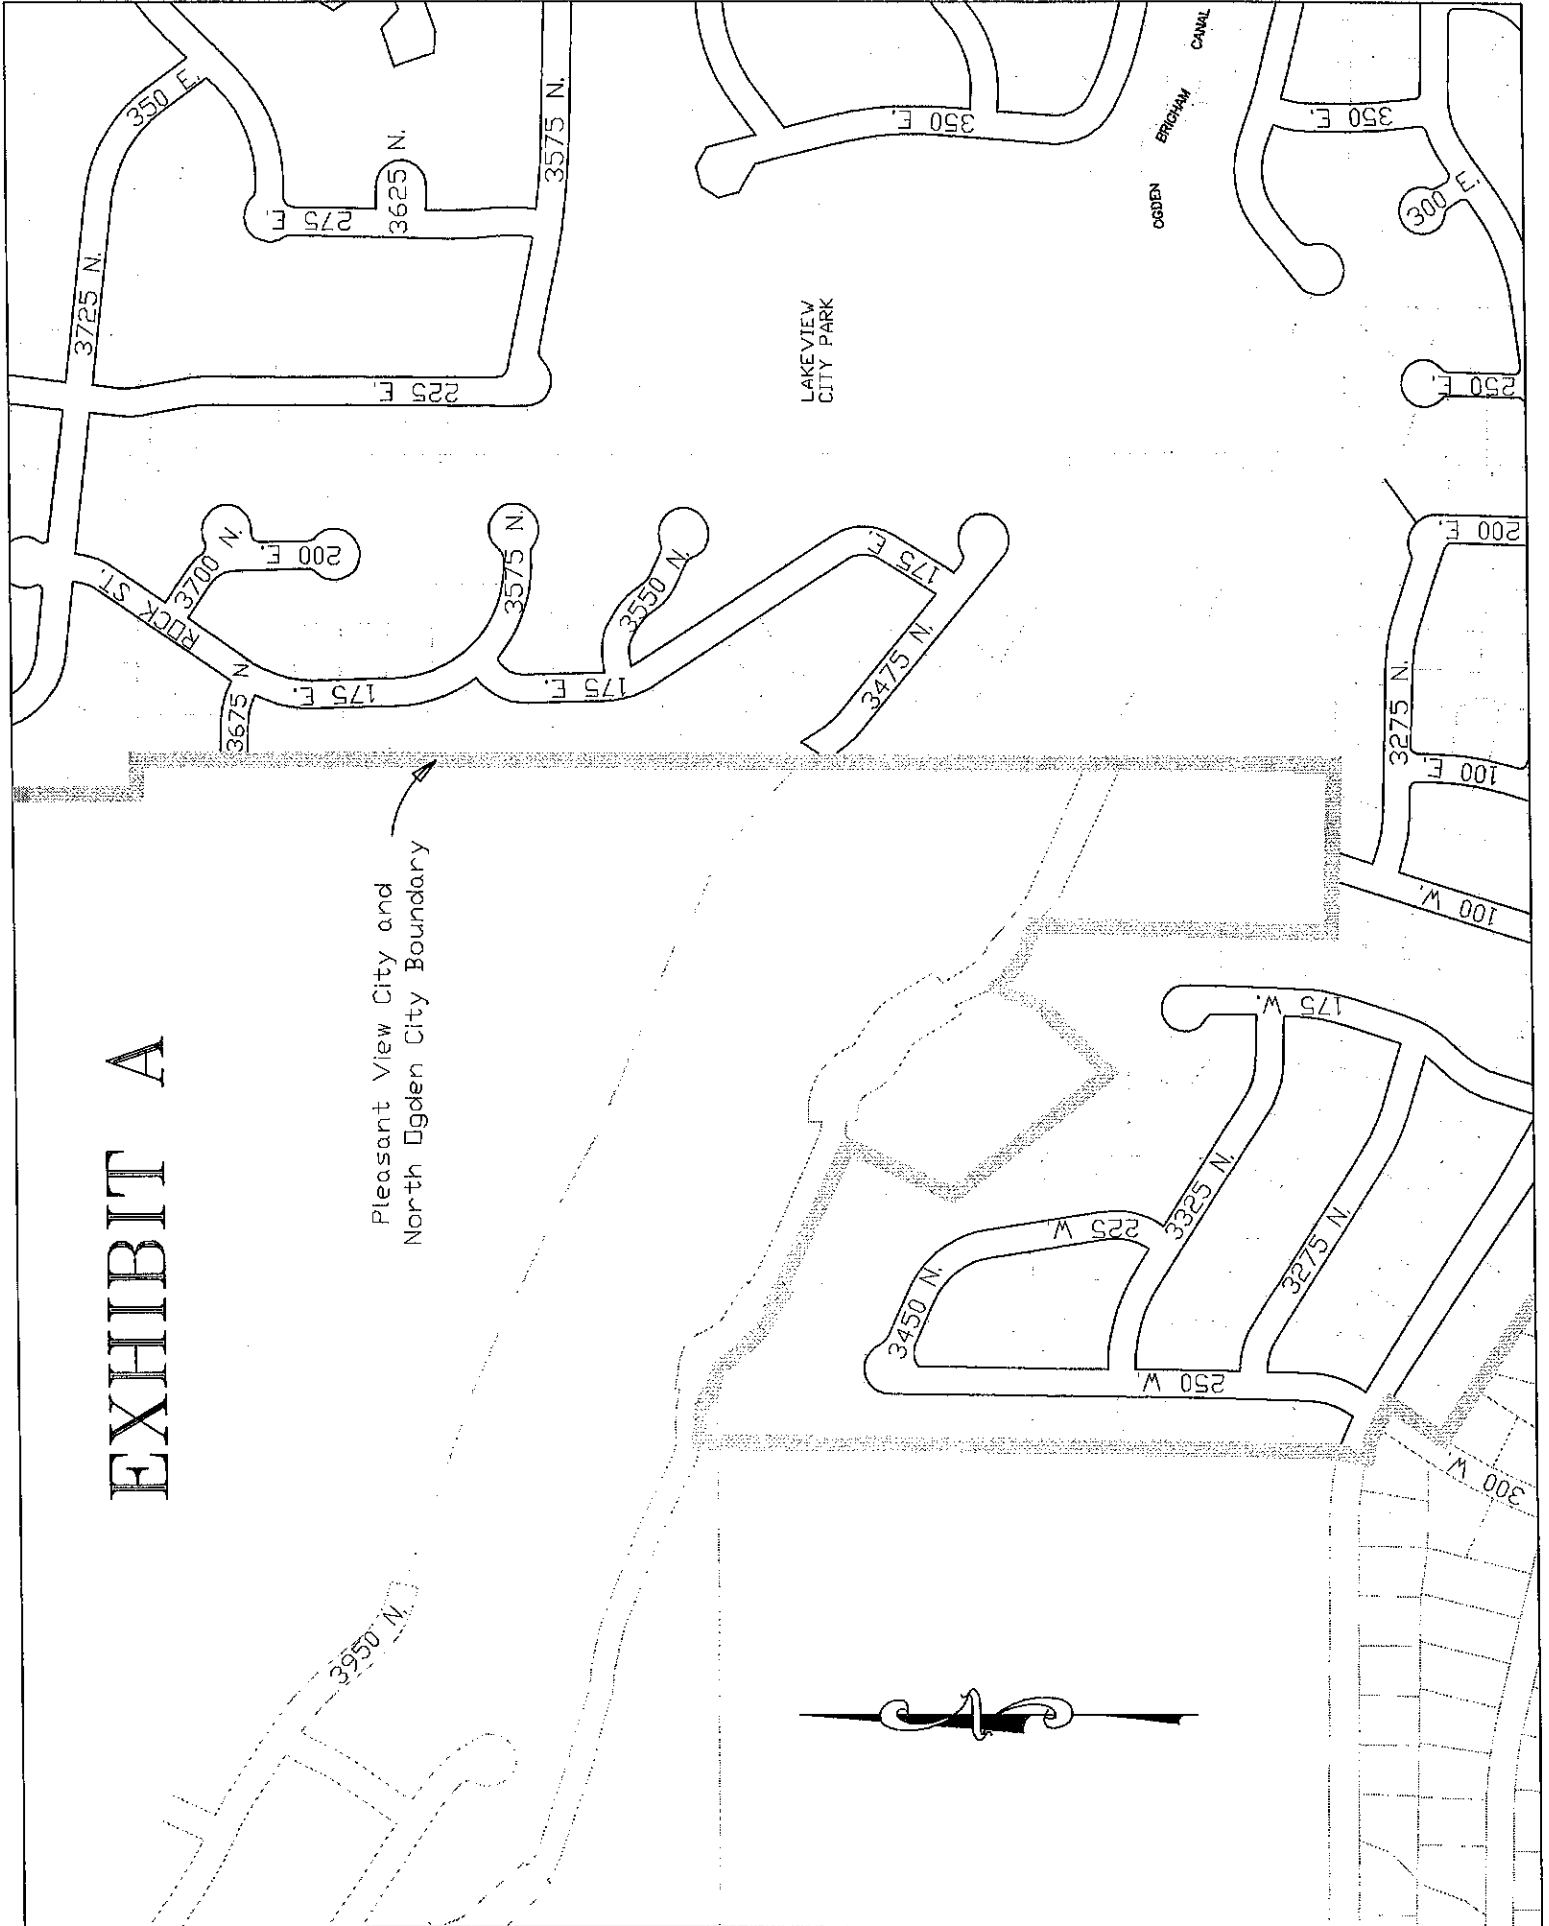 EXHIBIT A
Pleasant View City and
North Ogden City Boundary
3950 N.
3725 N.
350 E.
275 E.
3625 N.
3575 N.
225 E.
ROCK ST.
3700 N.
200 E.
3675 N
175 E.
3575 N.
175 E.
3550 N.
175 E.
3475 N.
LAKEVIEW
CITY PARK
350 E.
OGDEN BRIGHAM CANAL
350 E.
300 E.
250 E.
200 E.
3275 N.
100 E.
100 W.
175 W.
3325 N.
225 W.
3450 N.
3275 N.
250 W.
300 W.
N